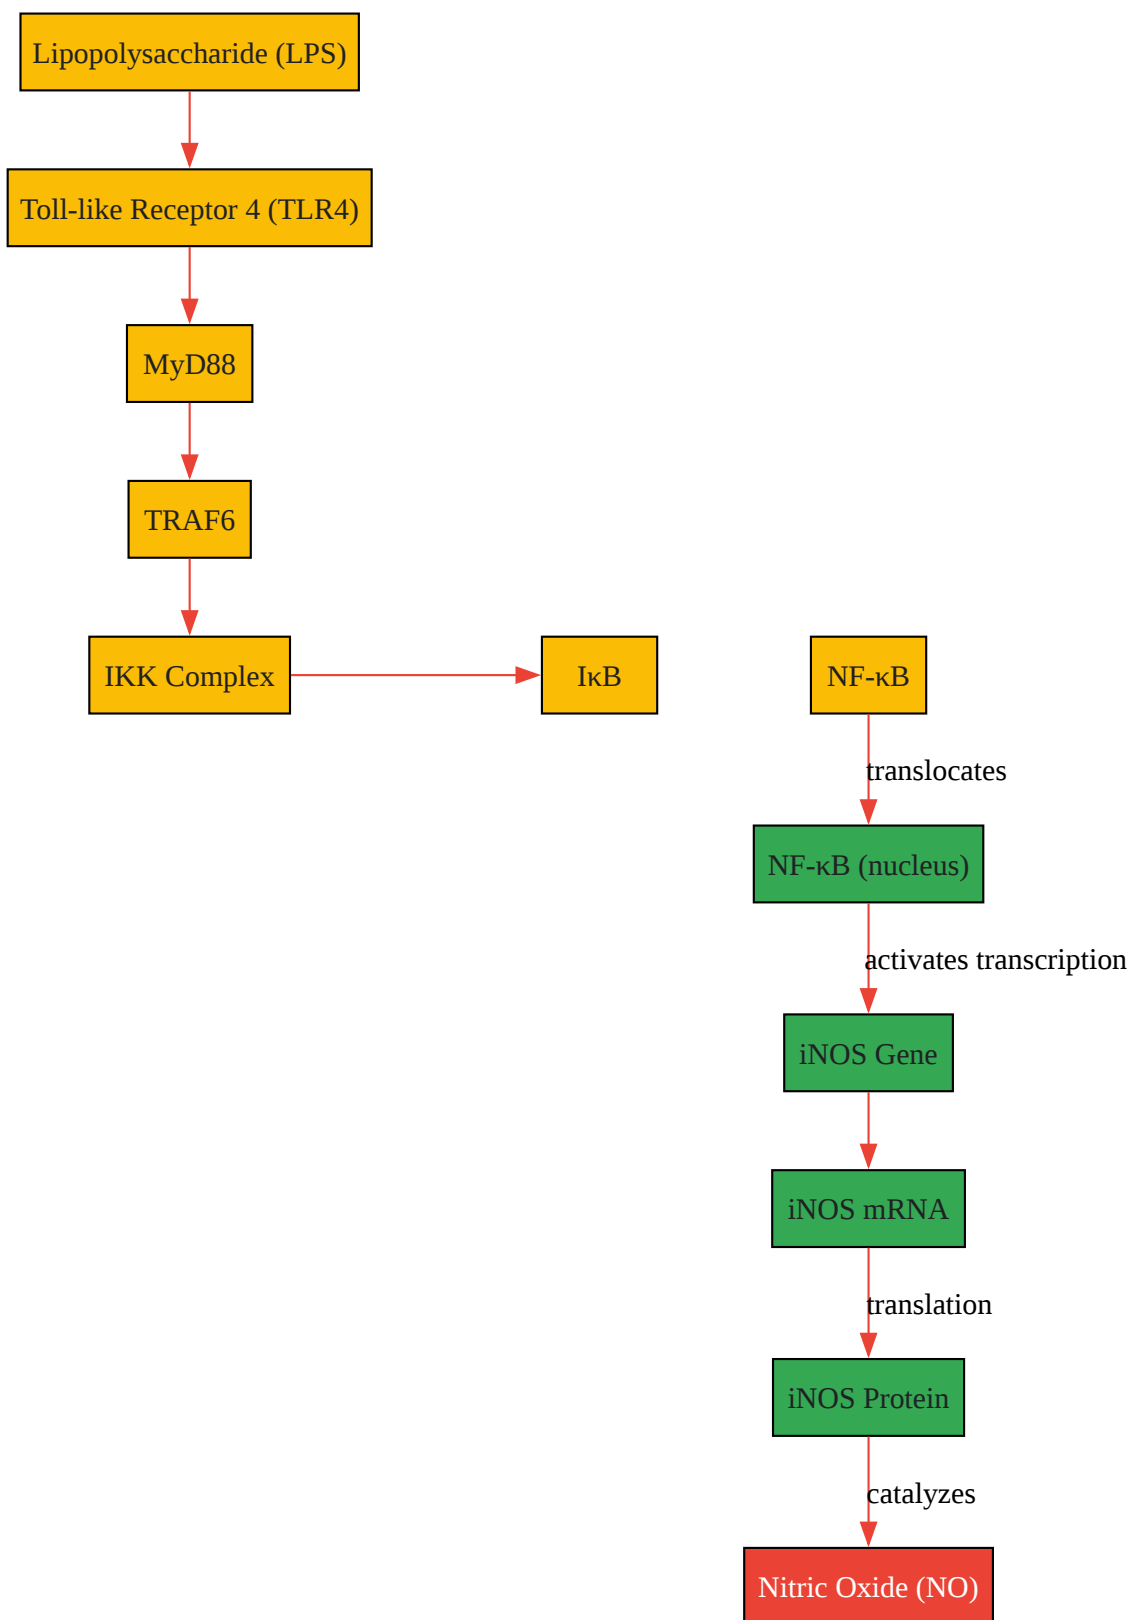 Lipopolysaccharide (LPS)
Toll-like Receptor 4 (TLR4)
MyD88
TRAF6
IKK Complex
IκB
NF-κB
translocates
NF-κB (nucleus)
activates transcription
iNOS Gene
iNOS mRNA
translation
iNOS Protein
catalyzes
Nitric Oxide (NO)